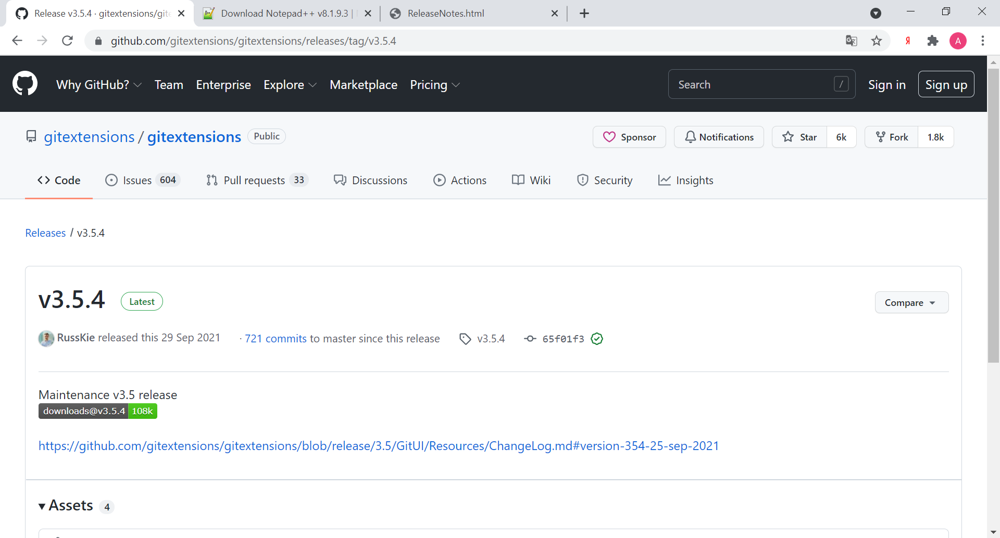 Release v3.5.4 · gitextensions/gite
Download Notepad++ v8.1.9.3 |
ReleaseNotes.html
github.com/gitextensions/gitextensions/releases/tag/v3.5.4
Я
A
Why GitHub?
Team
Enterprise
Explore
Marketplace
Pricing
Search
/
Sign in
Sign up
gitextensions / gitextensions
Public
Sponsor
Notifications
Star
6k
Fork
1.8k
Code
Issues 604
Pull requests 33
Discussions
Actions
Wiki
Security
Insights
Releases / v3.5.4
v3.5.4
Latest
Compare
RussKie released this 29 Sep 2021
· 721 commits to master since this release
v3.5.4
65f01f3
Maintenance v3.5 release
downloads@v3.5.4 108k
https://github.com/gitextensions/gitextensions/blob/release/3.5/GitUI/Resources/ChangeLog.md#version-354-25-sep-2021
Assets 4